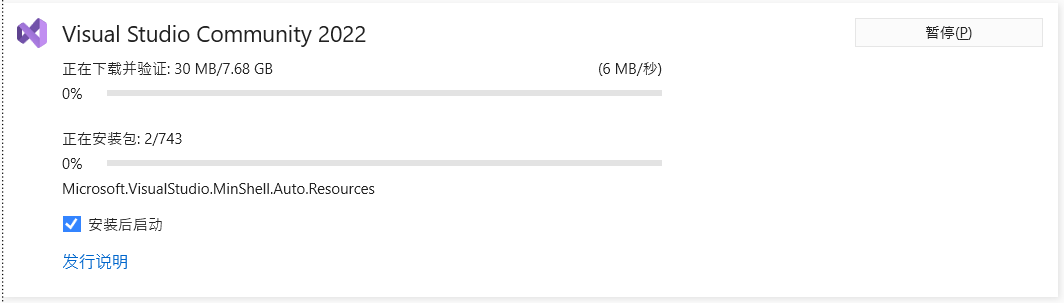 Visual Studio Community 2022
暂停(P)
正在下载并验证: 30 MB/7.68 GB
(6 MB/秒)
0%
正在安装包: 2/743
0%
Microsoft.VisualStudio.MinShell.Auto.Resources
安装后启动
发行说明